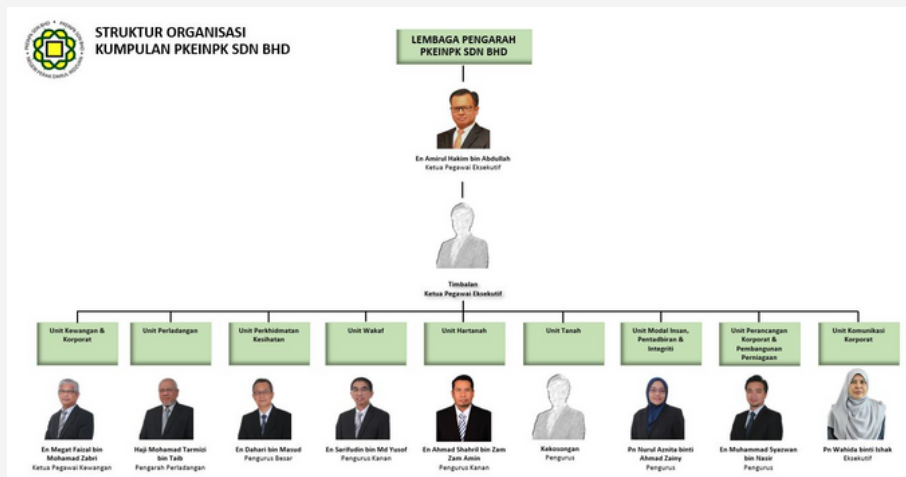 STRUKTUR ORGANISASI
KUMPULAN PKEINPK SDN BHD
LEMBAGA PENGARAH
PKEINPK SDN BHD
En Amirul Hakim bin Abdullah
Ketua Pegawai Eksekutif
Timbalan
Ketua Pegawai Eksekutif
Unit Kewangan &
Korporat
Unit Perladangan
Unit Perkhidmatan
Kesihatan
Unit Wakaf
Unit Hartanah
Unit Tanah
Unit Modal Insan,
Pentadbiran &
Integriti
Unit Perancangan
Korporat &
Pembangunan
Perniagaan
Unit Komunikasi
Korporat
En Megat Faizal bin
Mohamad Zabri
Ketua Pegawai Kewangan
Haji Mohamad Tarmizi
bin Taib
Pengarah Perladangan
En Dahari bin Masud
Pengurus Besar
En Sarifudin bin Md Yusof
Pengurus Kanan
En Ahmad Shahril bin Zam
Zam Amin
Pengurus Kanan
Kekosongan
Pengurus
Pn Nurul Aznita binti
Ahmad Zainy
Pengurus
En Muhammad Syazwan
bin Nasir
Pengurus
Pn Wahida binti Ishak
Eksekutif